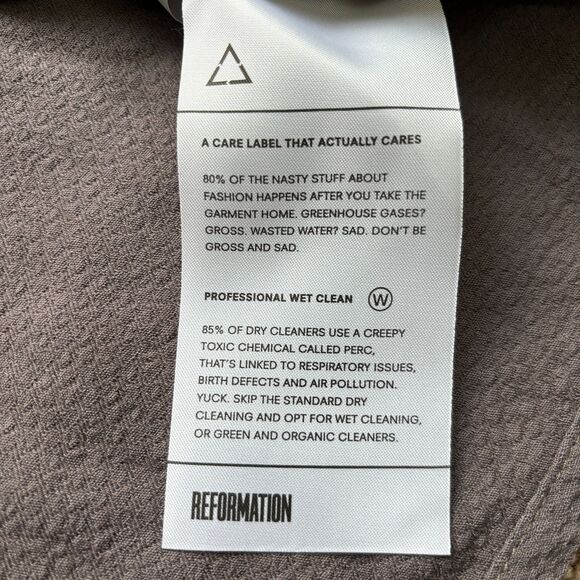 A CARE LABEL THAT ACTUALLY CARES
80% OF THE NASTY STUFF ABOUT
FASHION HAPPENS AFTER YOU TAKE THE
GARMENT HOME. GREENHOUSE GASES?
GROSS. WASTED WATER? SAD. DON'T BE
GROSS AND SAD.
PROFESSIONAL WET CLEAN W
85% OF DRY CLEANERS USE A CREEPY
TOXIC CHEMICAL CALLED PERC,
THAT'S LINKED TO RESPIRATORY ISSUES,
BIRTH DEFECTS AND AIR POLLUTION.
YUCK. SKIP THE STANDARD DRY
CLEANING AND OPT FOR WET CLEANING,
OR GREEN AND ORGANIC CLEANERS.
REFORMATION